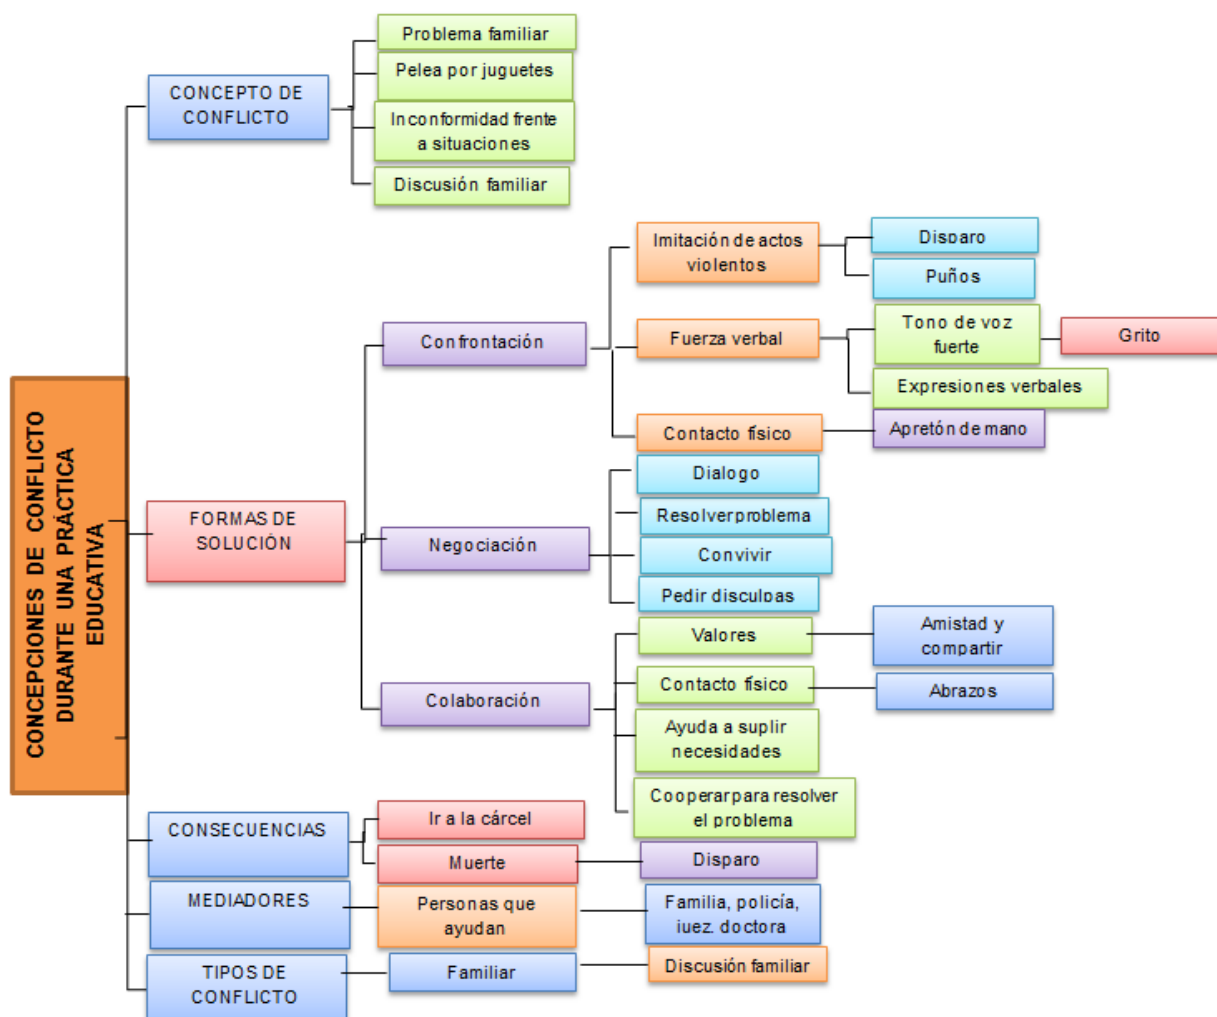 CONCEPCIONES DE CONFLICTO
DURANTE UNA PRÁCTICA
EDUCATIVA
CONCEPTO DE
CONFLICTO
Problema familiar
Pelea por juguetes
Inconformidad frente
a situaciones
Discusión familiar
FORMAS DE
SOLUCIÓN
Confrontación
Imitación de actos
violentos
Disparo
Puños
Fuerza verbal
Tono de voz
fuerte
Grito
Expresiones verbales
Contacto físico
Apretón de mano
Negociación
Dialogo
Resolver problema
Convivir
Pedir disculpas
Colaboración
Valores
Amistad y
compartir
Contacto físico
Abrazos
Ayuda a suplir
necesidades
Cooperar para resolver
el problema
CONSECUENCIAS
Ir a la cárcel
Muerte
Disparo
MEDIADORES
Personas que
ayudan
Familia, policía,
juez, doctora
TIPOS DE
CONFLICTO
Familiar
Discusión familiar